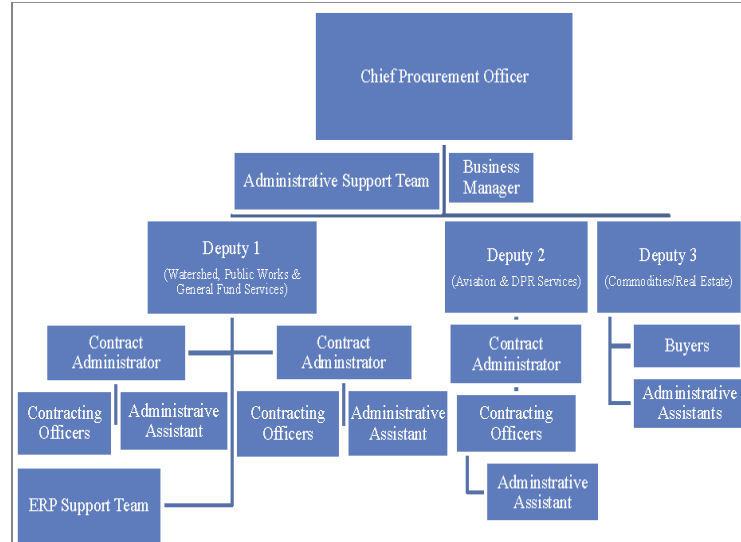 Chief Procurement Officer
Administrative Support Team
Business
Manager
Deputy 1
(Watershed, Public Works &
General Fund Services)
Deputy 2
(Aviation & DPR Services)
Deputy 3
(Commodities/Real Estate)
Contract
Administrator
Contract
Adminstrator
Contract
Administrator
Buyers
Contracting
Officers
Administraive
Assistant
Contracting
Officers
Administrative
Assistant
Contracting
Officers
Administrative
Assistants
ERP Support Team
Adminstrative
Assistant